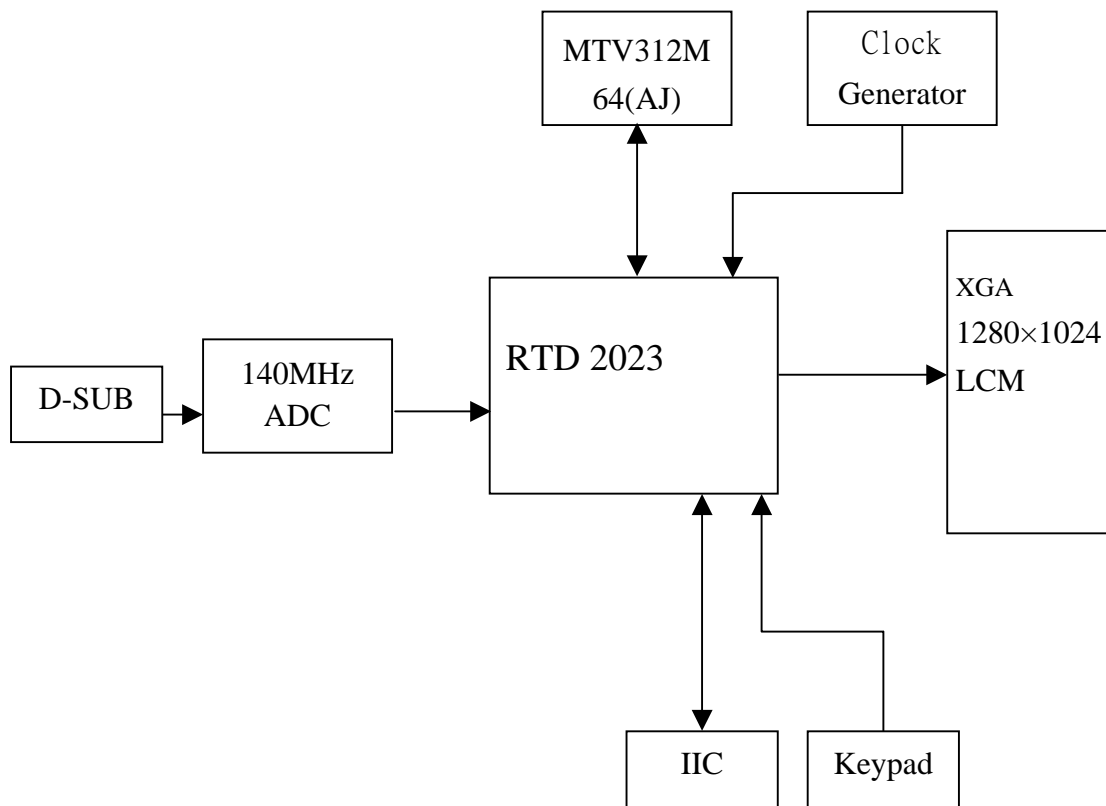 MTV312M
64(AJ)
Clock
Generator
XGA
1280×1024
LCM
RTD 2023
140MHz
ADC
D-SUB
IIC
Keypad